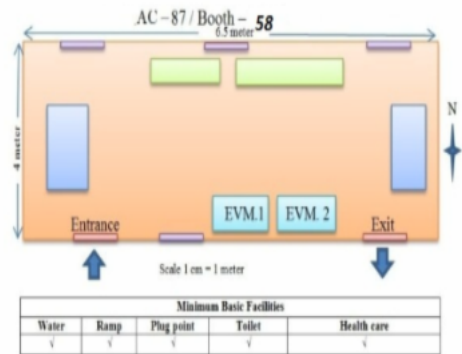 AC – 87 / Booth – 58
6.5 meter
4 meter
N
EVM.1 EVM. 2
Entrance Exit
Scale 1 cm = 1 meter
Minimum Basic Facilities
Water Ramp Plug point Toilet Health care
√ √ √ √ √